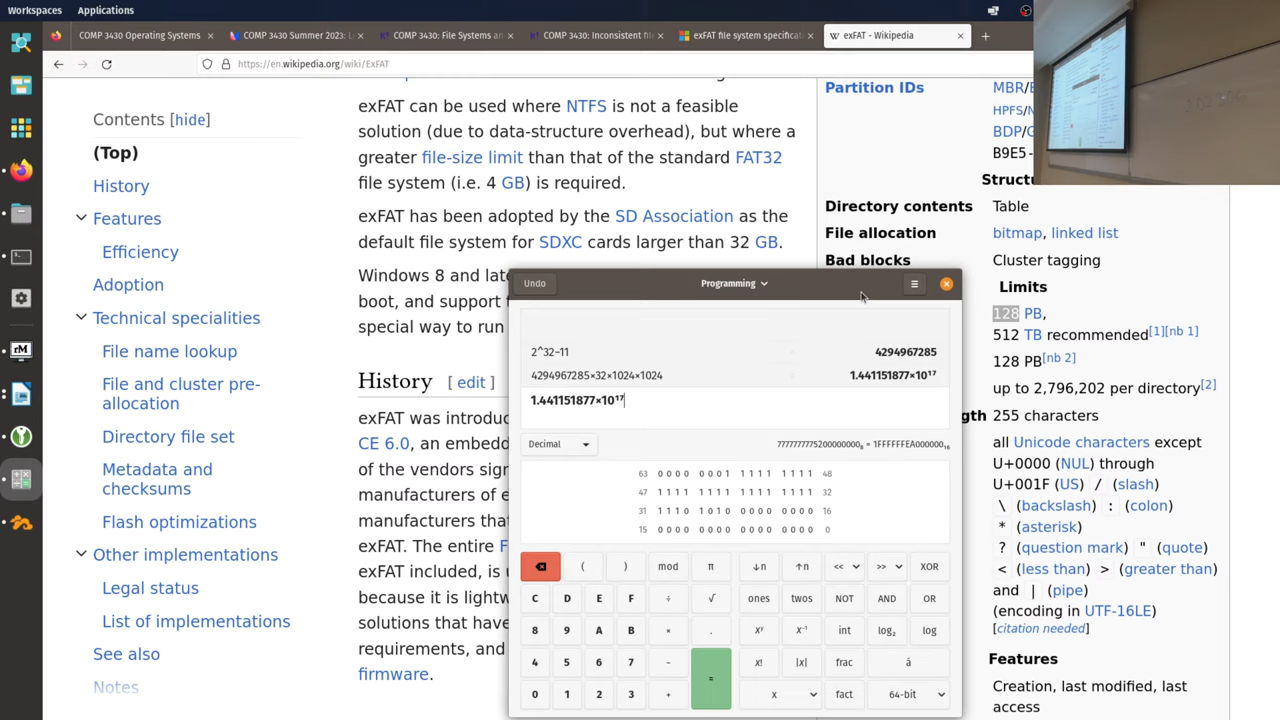 Workspaces
Applications
COMP 3430 Operating Systems
COMP 3430 Summer 2023: L
COMP 3430: File Systems an
COMP 3430: Inconsistent file
exFAT file system specificat
exFAT - Wikipedia
https://en.wikipedia.org/wiki/ExFAT
Contents [hide]
(Top)
History
Features
Efficiency
Adoption
Technical specialities
File name lookup
File and cluster pre-
allocation
Directory file set
Metadata and
checksums
Flash optimizations
Other implementations
Legal status
List of implementations
See also
Notes
exFAT can be used where NTFS is not a feasible
solution (due to data-structure overhead), but where a
greater file-size limit than that of the standard FAT32
file system (i.e. 4 GB) is required.
exFAT has been adopted by the SD Association as the
default file system for SDXC cards larger than 32 GB.
Windows 8 and late
boot, and support t
special way to run
History [ edit ]
exFAT was introduc
CE 6.0, an embedd
of the vendors sign
manufacturers of e
manufacturers that
exFAT. The entire F
exFAT included, is
because it is lightw
solutions that have
requirements, and
firmware.
Partition IDs
MBR/E
HPFS/N
BDP/G
B9E5-
Structu
Directory contents Table
File allocation bitmap, linked list
Bad blocks Cluster tagging
Limits
128 PB,
512 TB recommended[1][nb 1]
128 PB[nb 2]
up to 2,796,202 per directory[2]
gth 255 characters
all Unicode characters except
U+0000 (NUL) through
U+001F (US) / (slash)
\ (backslash) : (colon)
* (asterisk)
? (question mark) " (quote)
< (less than) > (greater than)
and | (pipe)
(encoding in UTF-16LE)
[citation needed]
Features
Creation, last modified, last
access
Undo
Programming
2^32−11 4294967285
4294967285×32×1024×1024 1.441151877×10¹⁷
1.441151877×10¹⁷
Decimal
7777777775200000000₈ = 1FFFFFFEA000000₁₆
63 0000 0001 1111 1111 48
47 1111 1111 1111 1111 32
31 1110 1010 0000 0000 16
15 0000 0000 0000 0000 0
( ) mod π ↓n ↑n << >> XOR
C D E F ÷ √ ones twos NOT AND OR
8 9 A B × . xʸ x⁻¹ int log₂ log
4 5 6 7 − = x! |x| frac ā
0 1 2 3 + x fact 64-bit